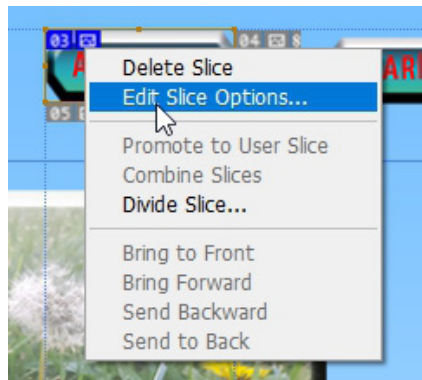 03
04
A
ARI
05
Delete Slice
Edit Slice Options...
Promote to User Slice
Combine Slices
Divide Slice...
Bring to Front
Bring Forward
Send Backward
Send to Back